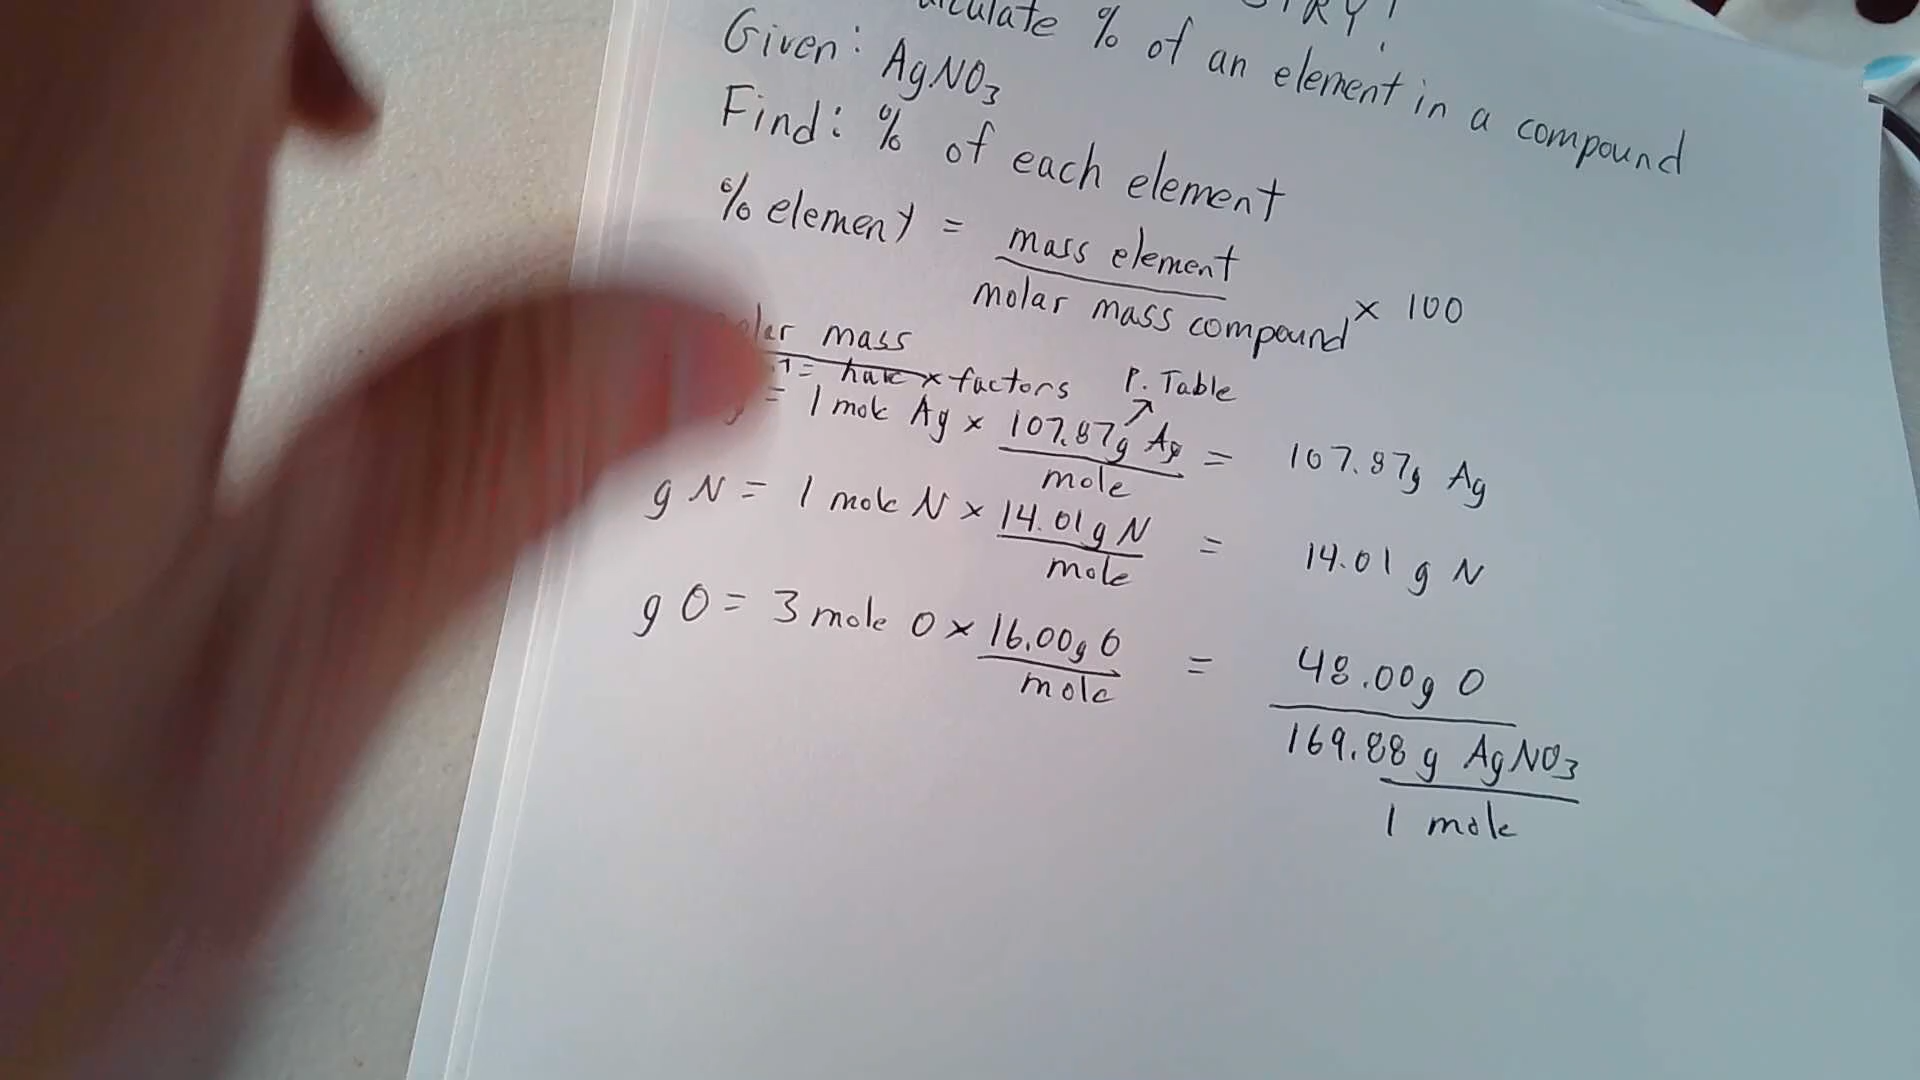 % of an element in a compound
Given: AgNO3
Find: % of each element
% element = mass element / molar mass compound × 100
mass
= have × factors P. Table
= 1 mole Ag × 107.87g Ag / mole = 107.87g Ag
g N = 1 mole N × 14.01g N / mole = 14.01 g N
g O = 3 mole O × 16.00g O / mole = 48.00g O
169.88 g AgNO3
1 mole